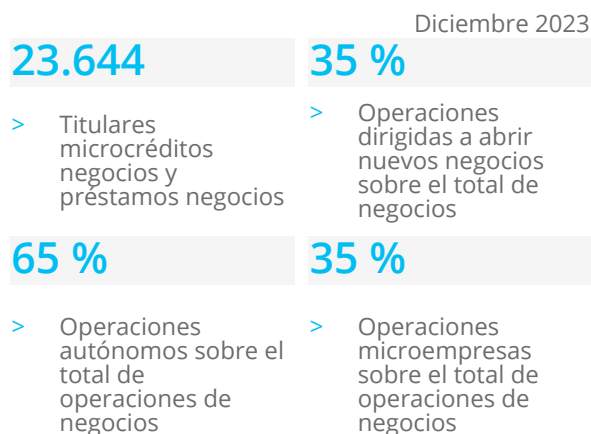 Diciembre 2023
23.644
> Titulares
microcréditos
negocios y
préstamos negocios
35 %
> Operaciones
dirigidas a abrir
nuevos negocios
sobre el total de
negocios
65 %
> Operaciones
autónomos sobre el
total de
operaciones de
negocios
35 %
> Operaciones
microempresas
sobre el total de
operaciones de
negocios